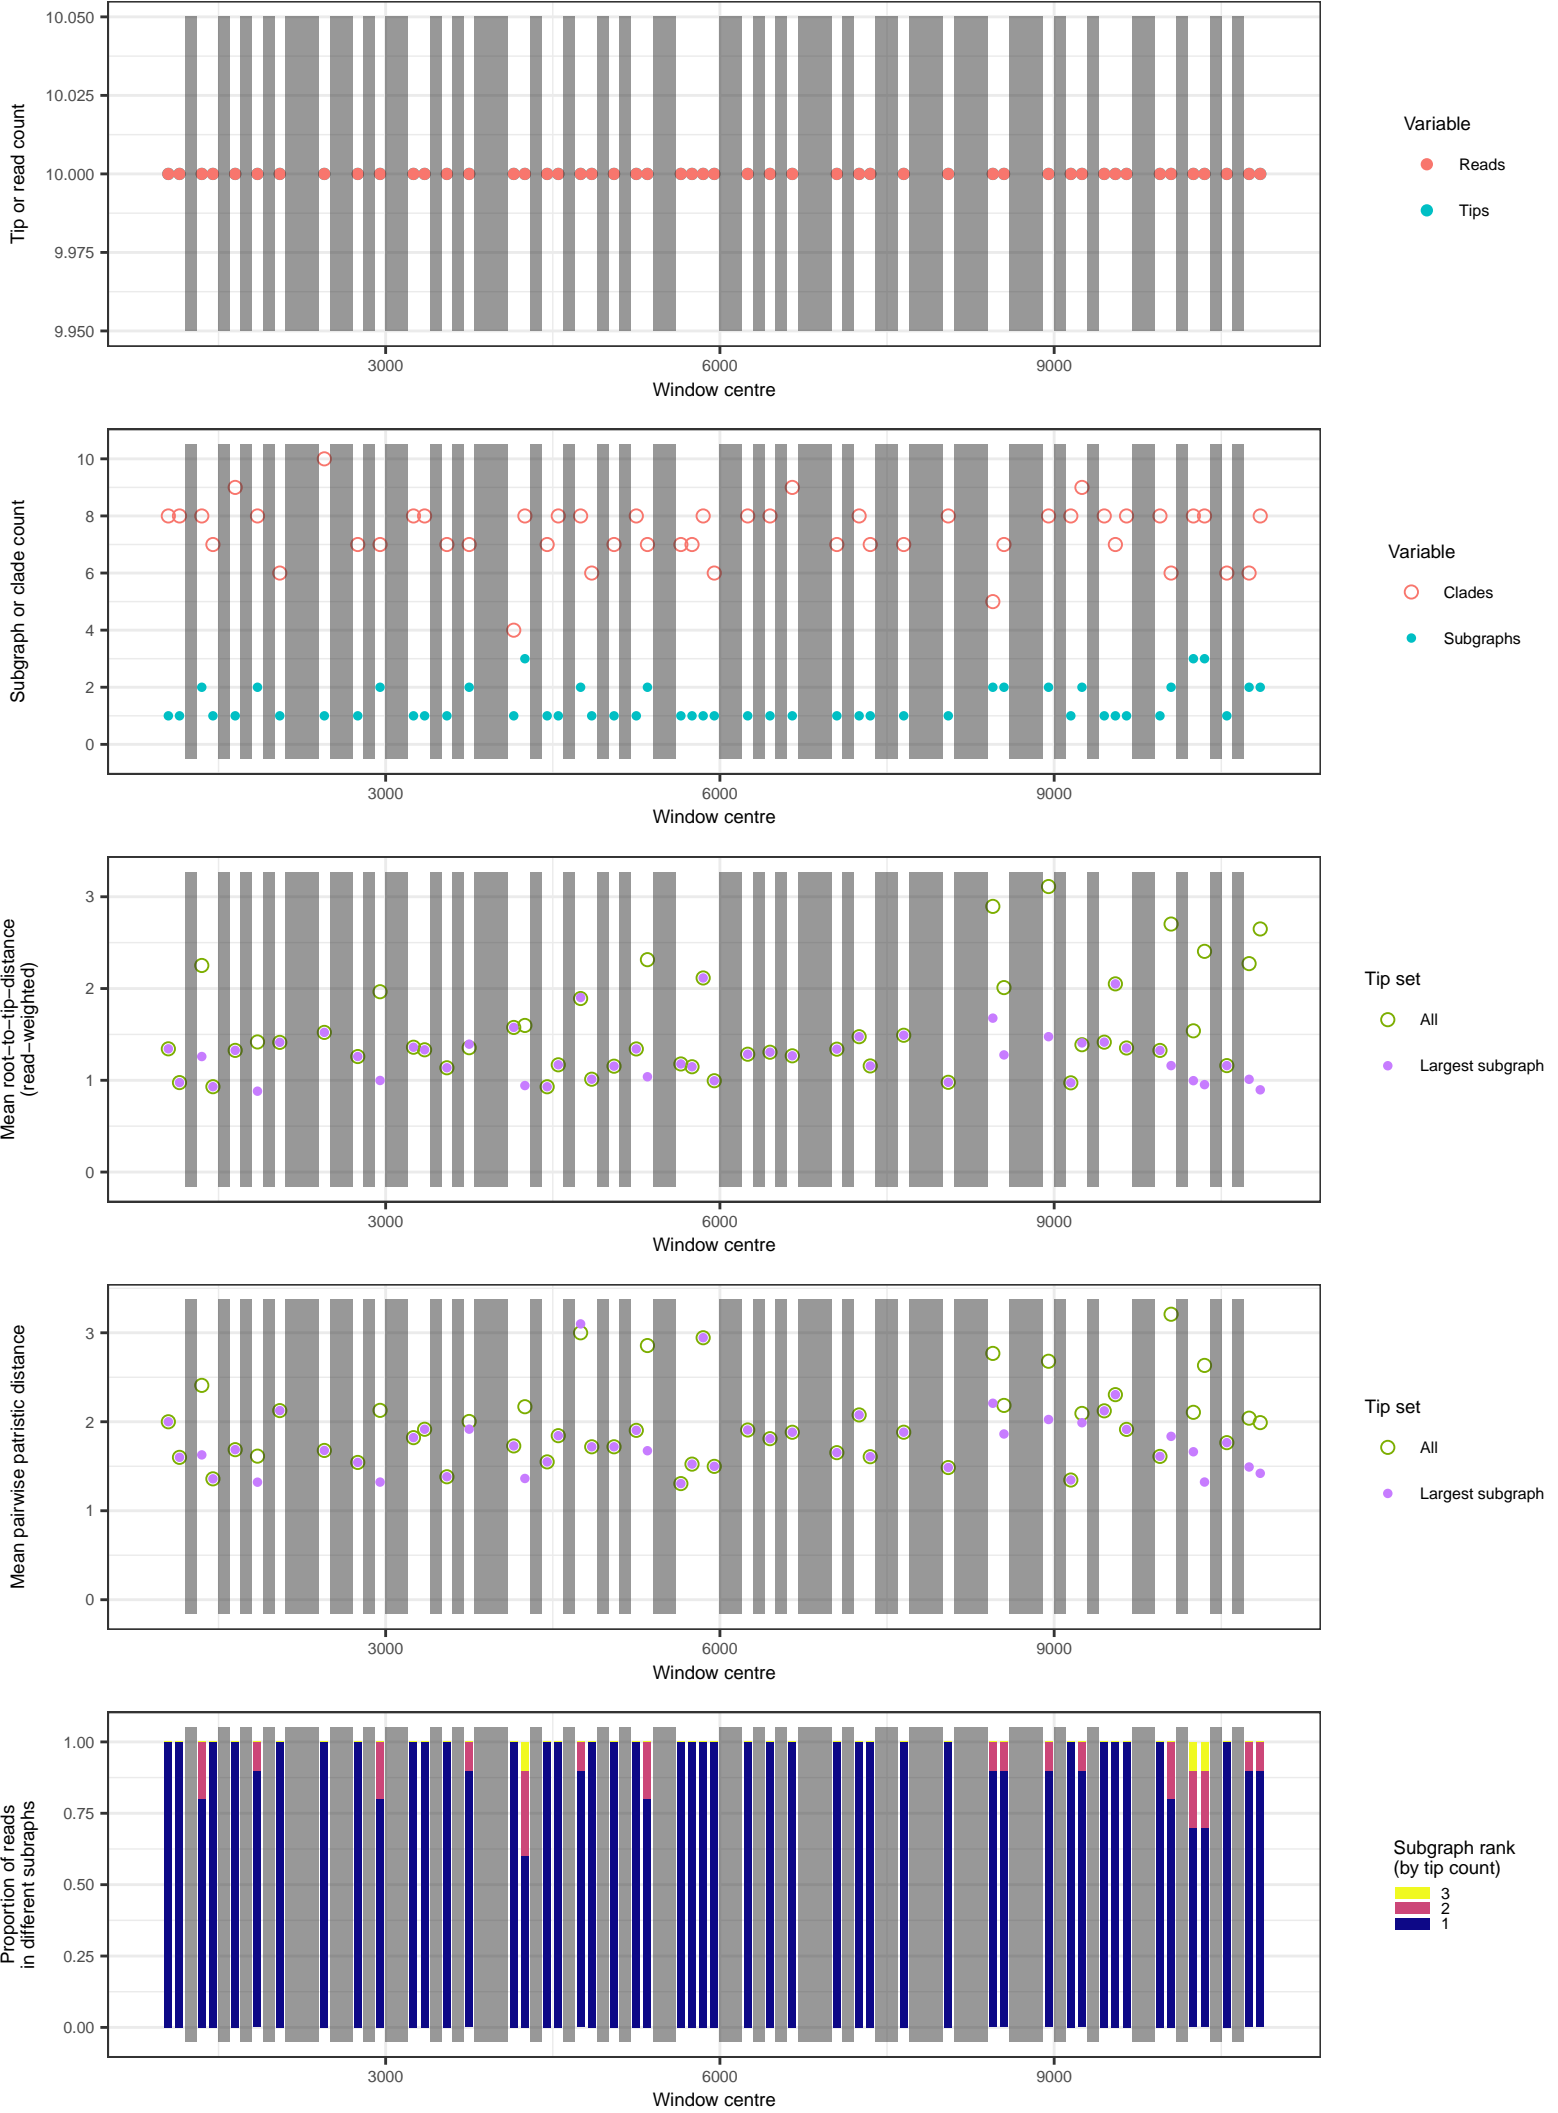 10.050
10.025
10.000
9.975
9.950
Tip or read count
3000 6000 9000
Window centre
Variable
Reads
Tips
10
8
6
4
2
0
Subgraph or clade count
3000 6000 9000
Window centre
Variable
Clades
Subgraphs
3
2
1
0
Mean root−to−tip−distance
(read−weighted)
3000 6000 9000
Window centre
Tip set
All
Largest subgraph
3
2
1
0
Mean pairwise patristic distance
3000 6000 9000
Window centre
Tip set
All
Largest subgraph
1.00
0.75
0.50
0.25
0.00
Proportion of reads
in different subraphs
3000 6000 9000
Window centre
Subgraph rank
(by tip count)
3
2
1